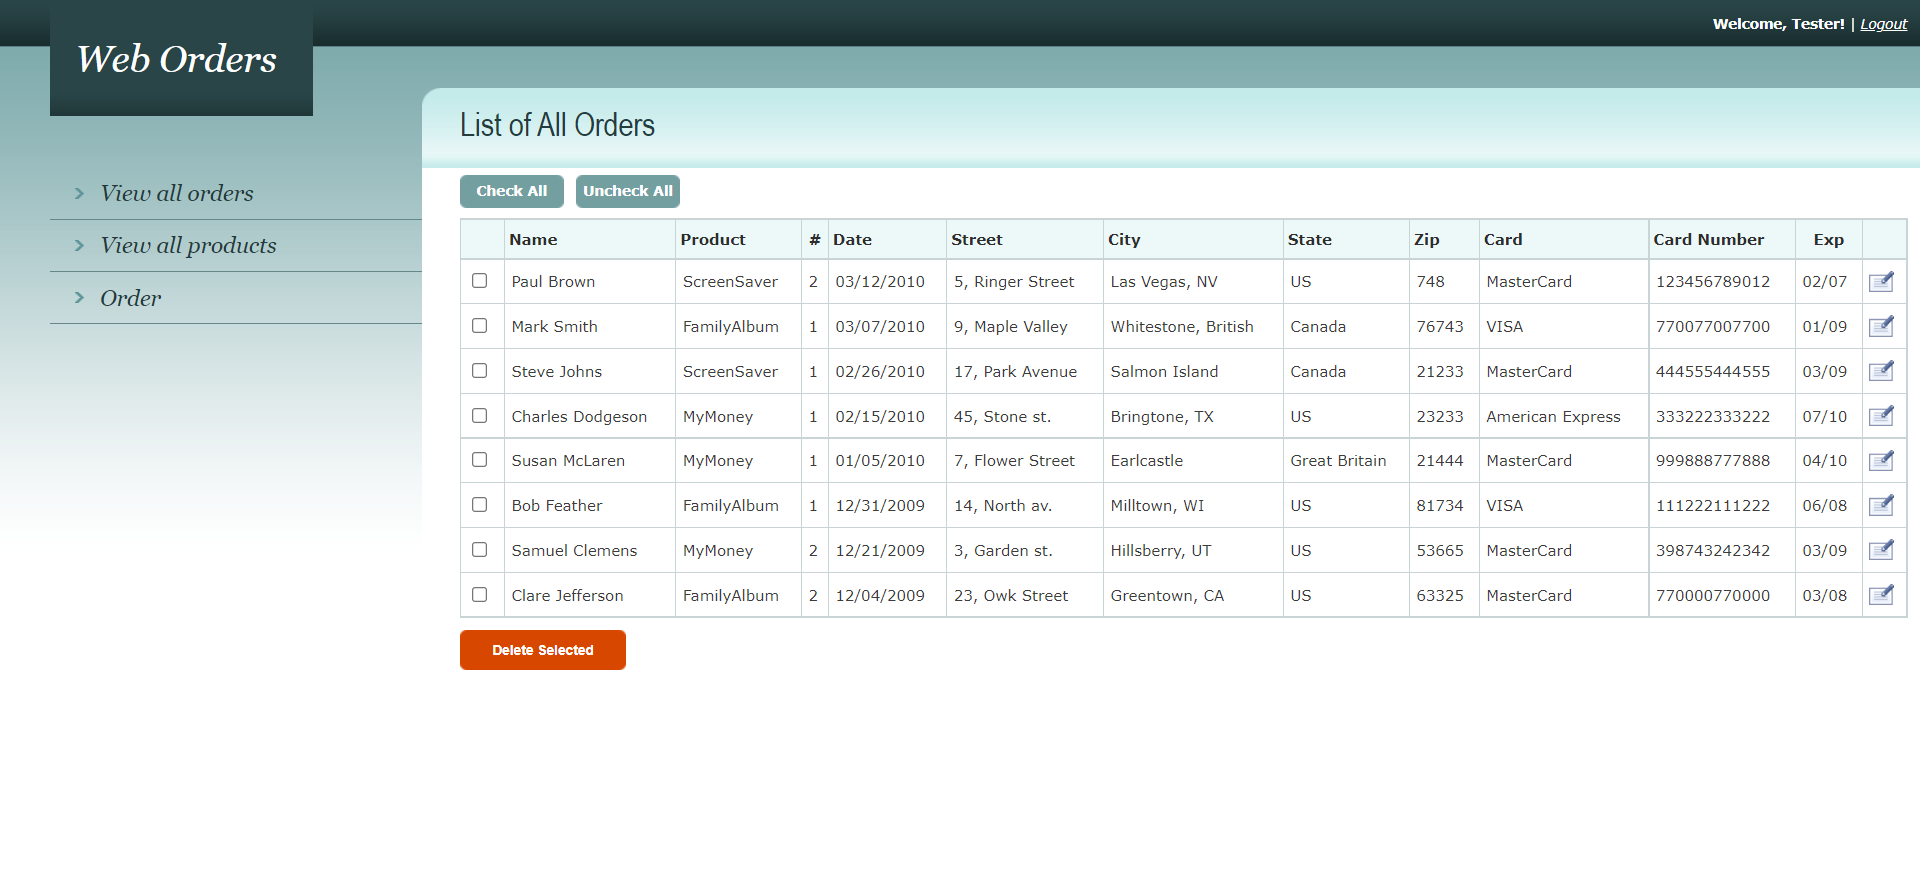 Welcome, Tester! | Logout
Web Orders
View all orders
View all products
Order
List of All Orders
Check All Uncheck All
Name Product # Date Street City State Zip Card Card Number Exp
Paul Brown ScreenSaver 2 03/12/2010 5, Ringer Street Las Vegas, NV US 748 MasterCard 123456789012 02/07
Mark Smith FamilyAlbum 1 03/07/2010 9, Maple Valley Whitestone, British Canada 76743 VISA 770077007700 01/09
Steve Johns ScreenSaver 1 02/26/2010 17, Park Avenue Salmon Island Canada 21233 MasterCard 444555444555 03/09
Charles Dodgeson MyMoney 1 02/15/2010 45, Stone st. Bringtone, TX US 23233 American Express 333222333222 07/10
Susan McLaren MyMoney 1 01/05/2010 7, Flower Street Earlcastle Great Britain 21444 MasterCard 999888777888 04/10
Bob Feather FamilyAlbum 1 12/31/2009 14, North av. Milltown, WI US 81734 VISA 111222111222 06/08
Samuel Clemens MyMoney 2 12/21/2009 3, Garden st. Hillsberry, UT US 53665 MasterCard 398743242342 03/09
Clare Jefferson FamilyAlbum 2 12/04/2009 23, Owk Street Greentown, CA US 63325 MasterCard 770000770000 03/08
Delete Selected